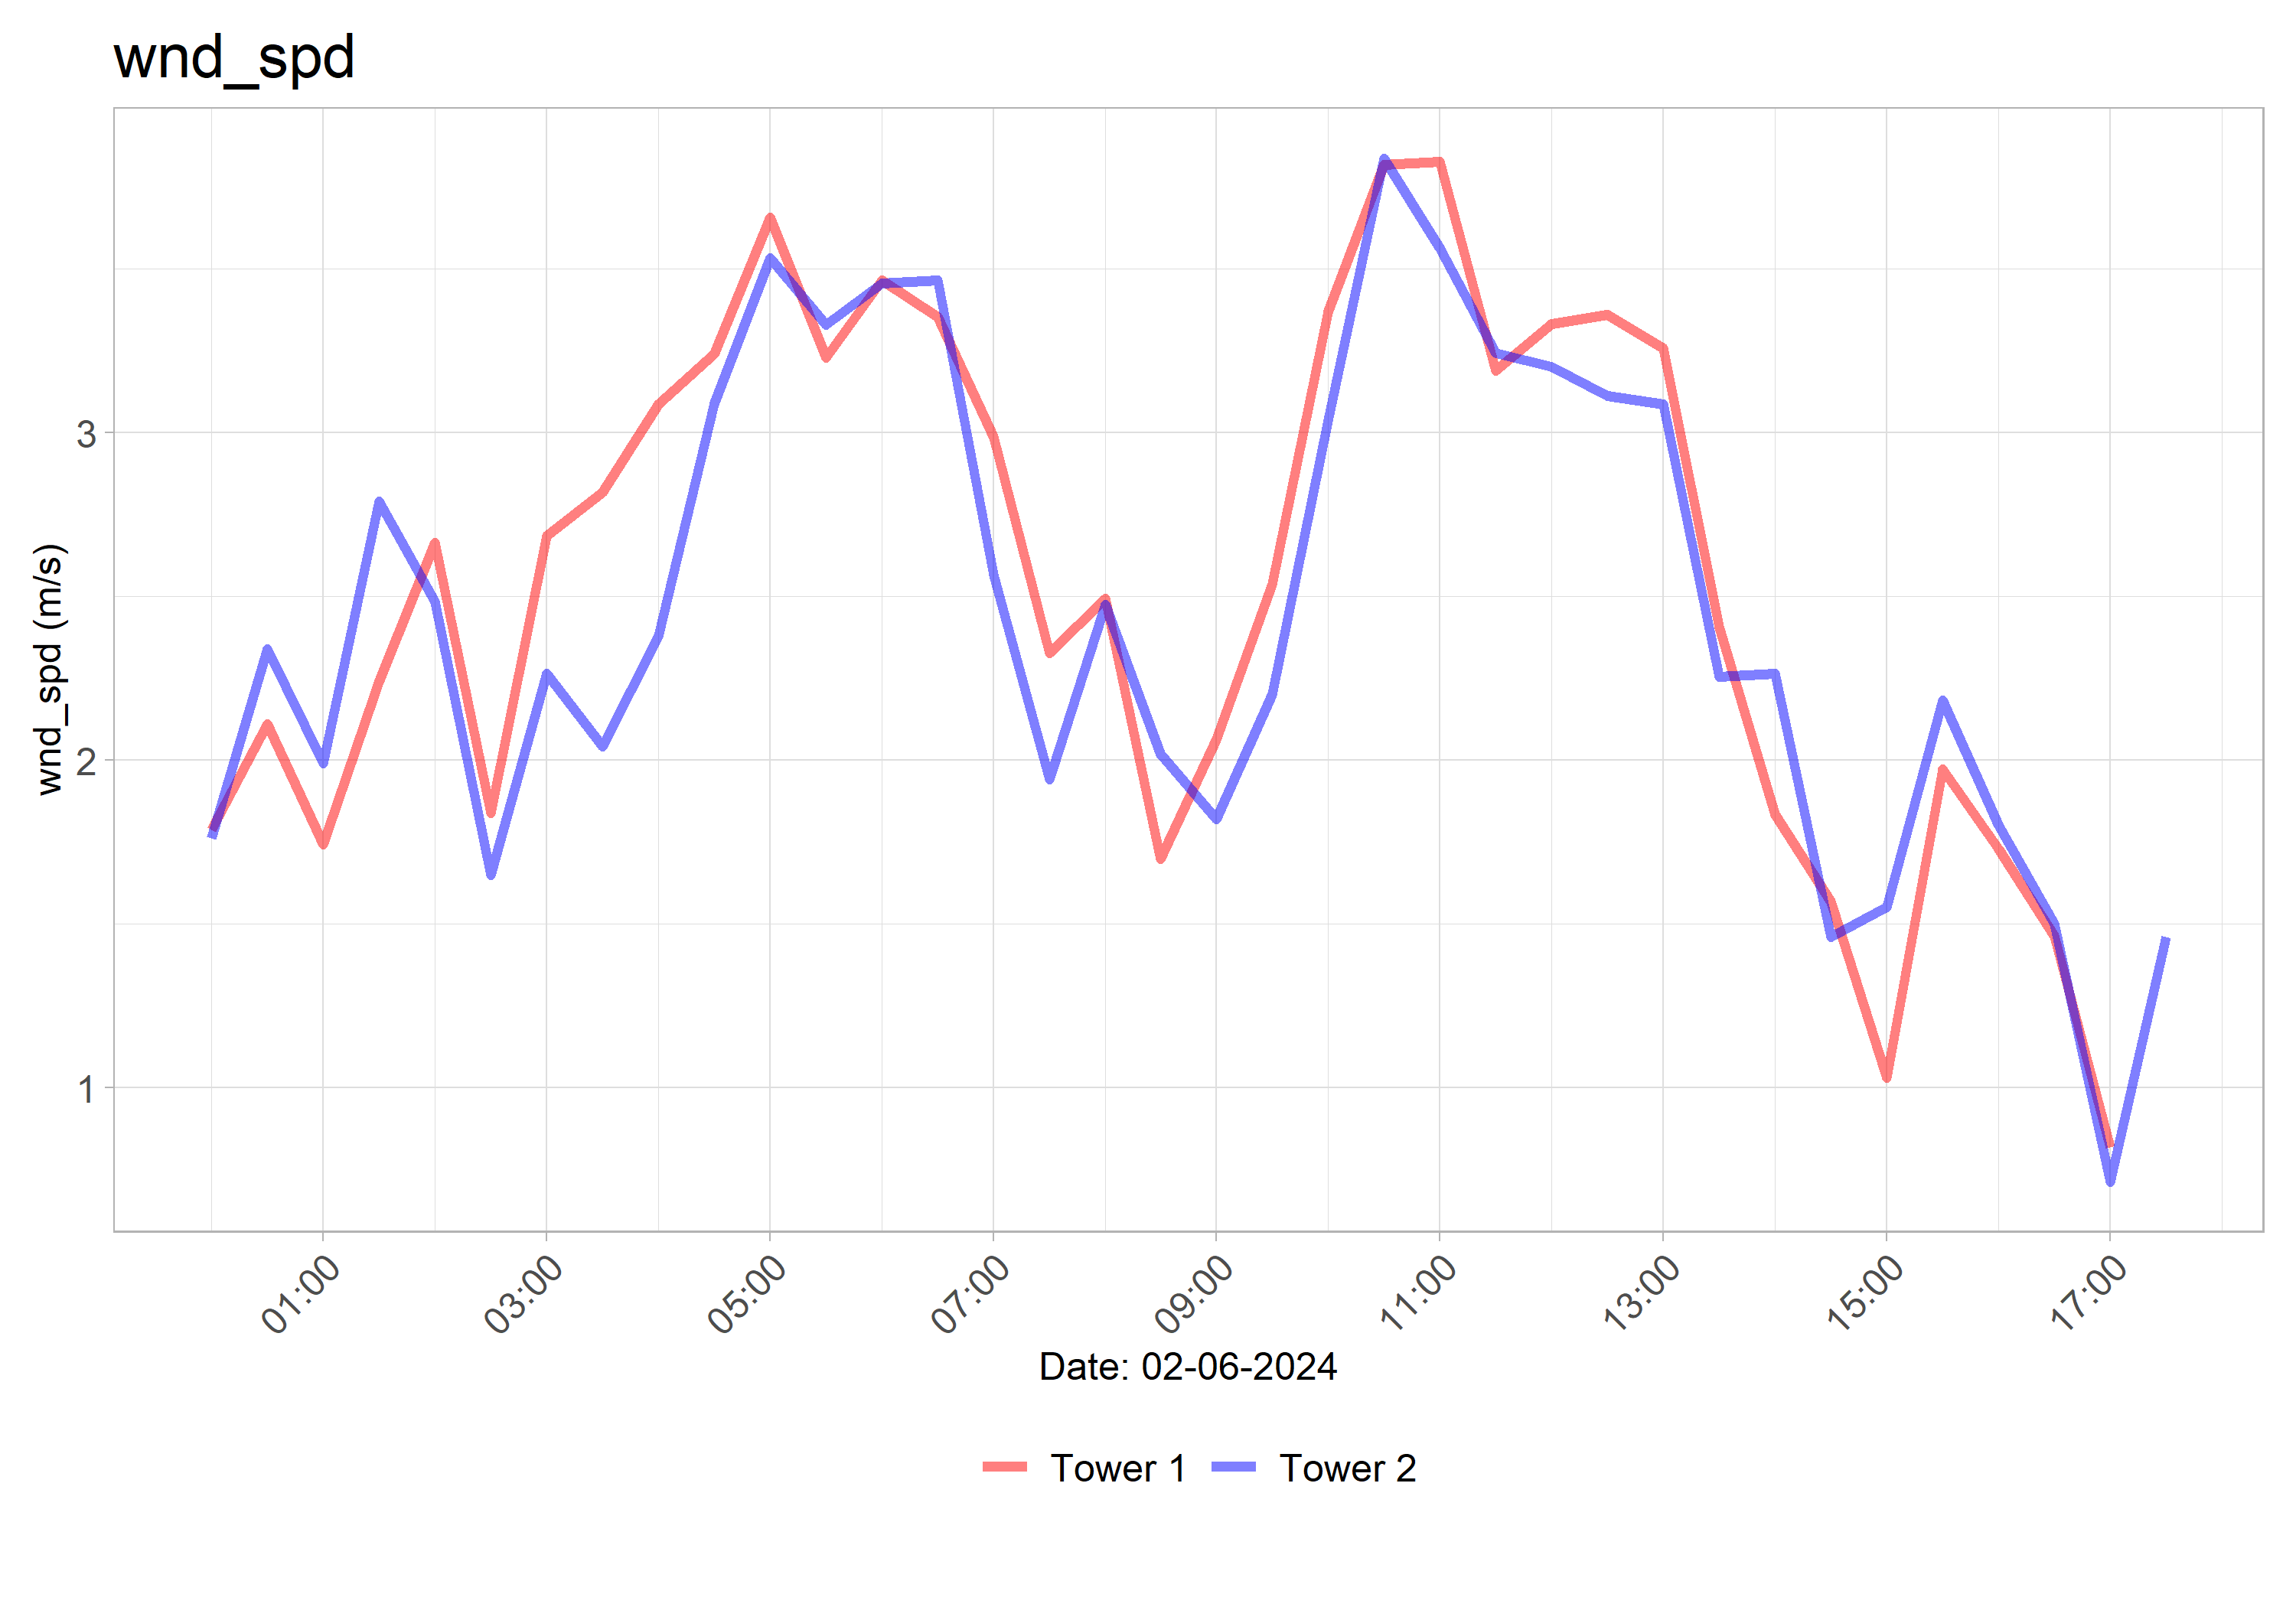 wnd_spd
wnd_spd (m/s)
3
2
1
01:00 03:00 05:00 07:00 09:00 11:00 13:00 15:00 17:00
Date: 02-06-2024
Tower 1 Tower 2